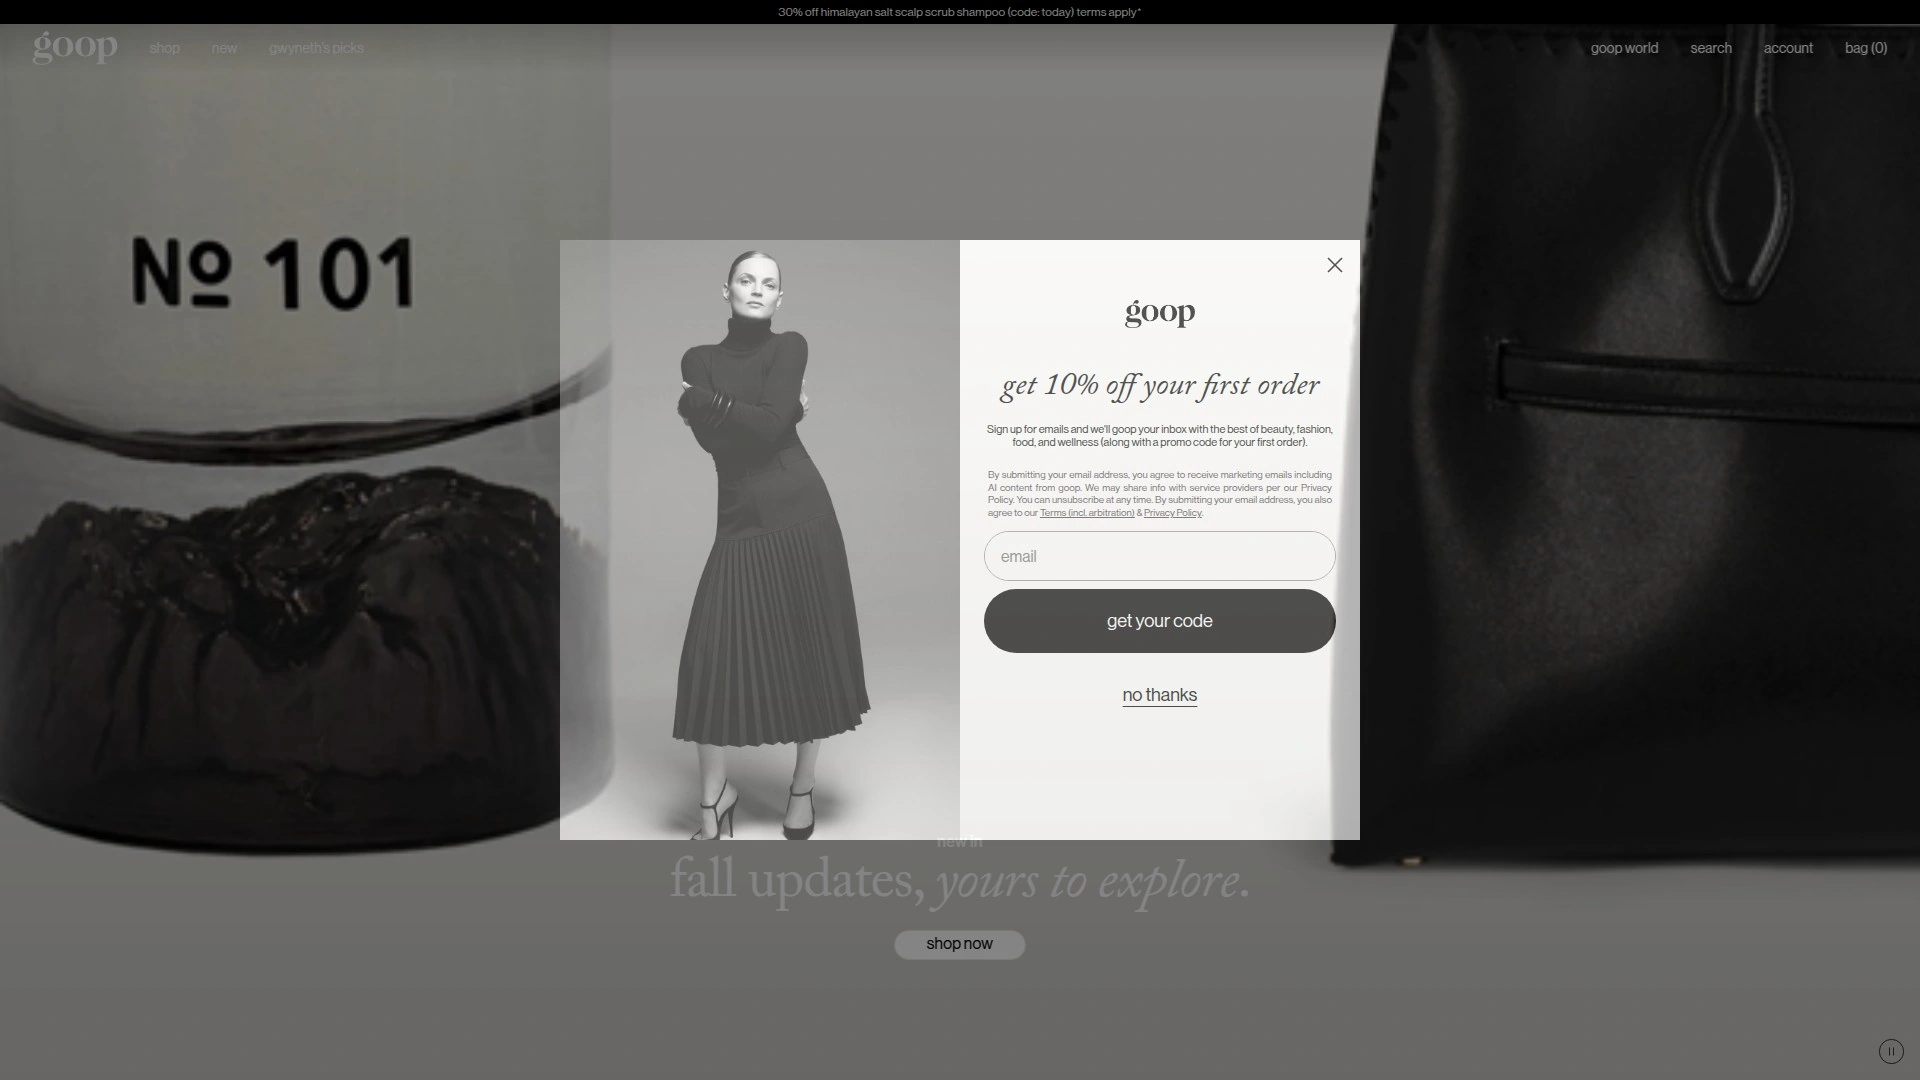 30% off himalayan salt scalp scrub shampoo (code: today) terms apply*
goop shop new gwyneth's picks goop world search account bag (0)
Nº 101
goop
get 10% off your first order
Sign up for emails and we'll goop your inbox with the best of beauty, fashion,
food, and wellness (along with a promo code for your first order).
By submitting your email address, you agree to receive marketing emails including
AI content from goop. We may share info with service providers per our Privacy
Policy. You can unsubscribe at any time. By submitting your email address, you also
agree to our Terms (incl. arbitration) & Privacy Policy.
email
get your code
no thanks
new in
fall updates, yours to explore.
shop now